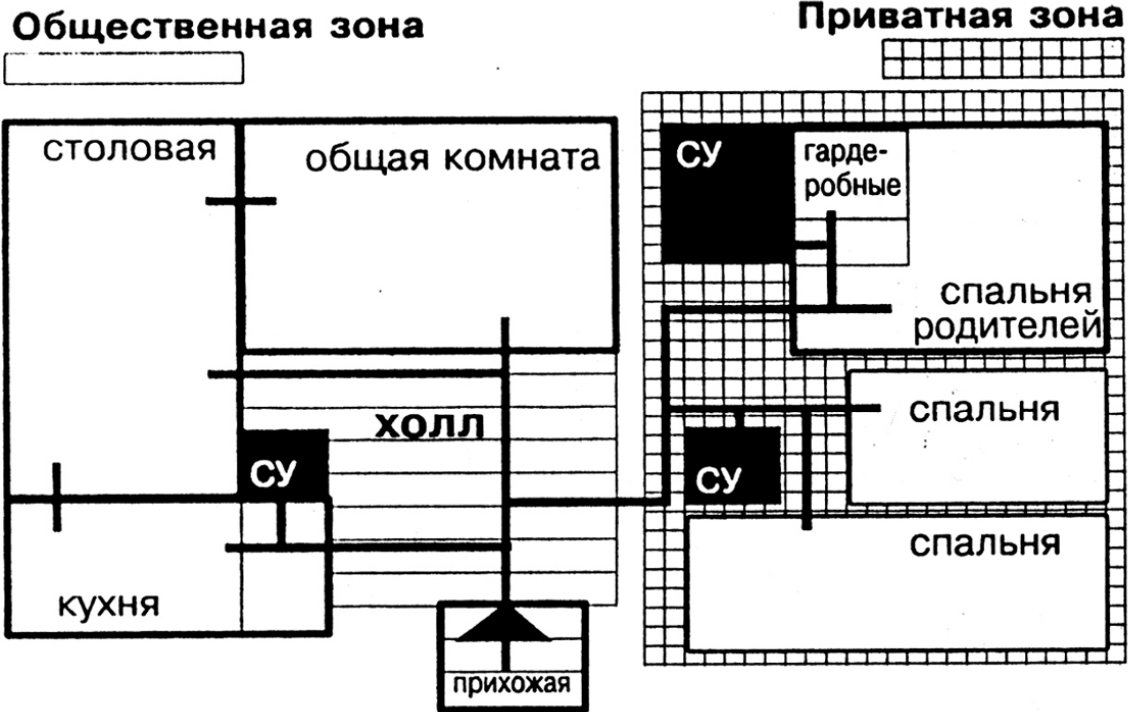 Общественная зона
Приватная зона
столовая
общая комната
СУ
гарде-
робные
спальня
родителей
холл
спальня
СУ
СУ
спальня
кухня
прихожая